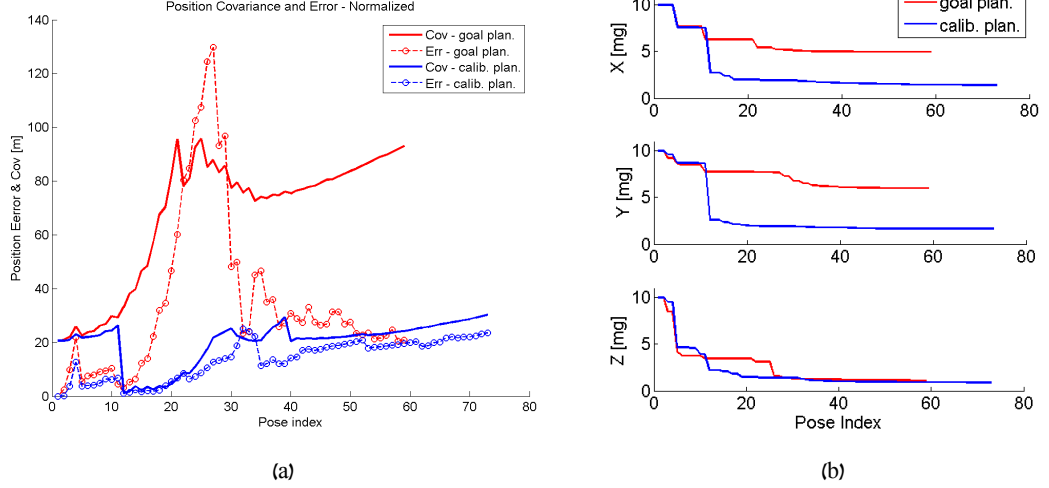 Position Covariance and Error - Normalized
140
120
100
80
60
40
20
0
Position Eerror & Cov [m]
Cov - goal plan.
Err - goal plan.
Cov - calib. plan.
Err - calib. plan.
0 10 20 30 40 50 60 70 80
Pose index
(a)
goal plan.
calib. plan.
10
5
0
X [mg]
0 20 40 60 80
10
5
0
Y [mg]
0 20 40 60 80
10
5
0
Z [mg]
0 20 40 60 80
Pose Index
(b)